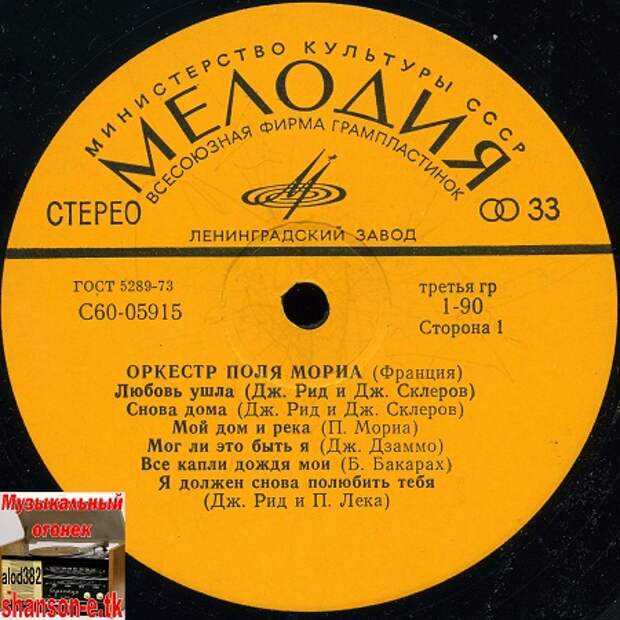 МИНИСТЕРСТВО КУЛЬТУРЫ СССР
МЕЛОДИЯ
ВСЕСОЮЗНАЯ ФИРМА ГРАМПЛАСТИНОК
СТЕРЕО
33
ЛЕНИНГРАДСКИЙ ЗАВОД
ГОСТ 5289-73
С60-05915
третья гр
1-90
Сторона 1
ОРКЕСТР ПОЛЯ МОРИА (Франция)
Любовь ушла (Дж. Рид и Дж. Склеров)
Снова дома (Дж. Рид и Дж. Склеров)
Мой дом и река (П. Мориа)
Мог ли это быть я (Дж. Дзаммо)
Все капли дождя мои (Б. Бакарах)
Я должен снова полюбить тебя
(Дж. Рид и П. Лека)
Музыкальный
огонек
alod382
shanson-e.tk